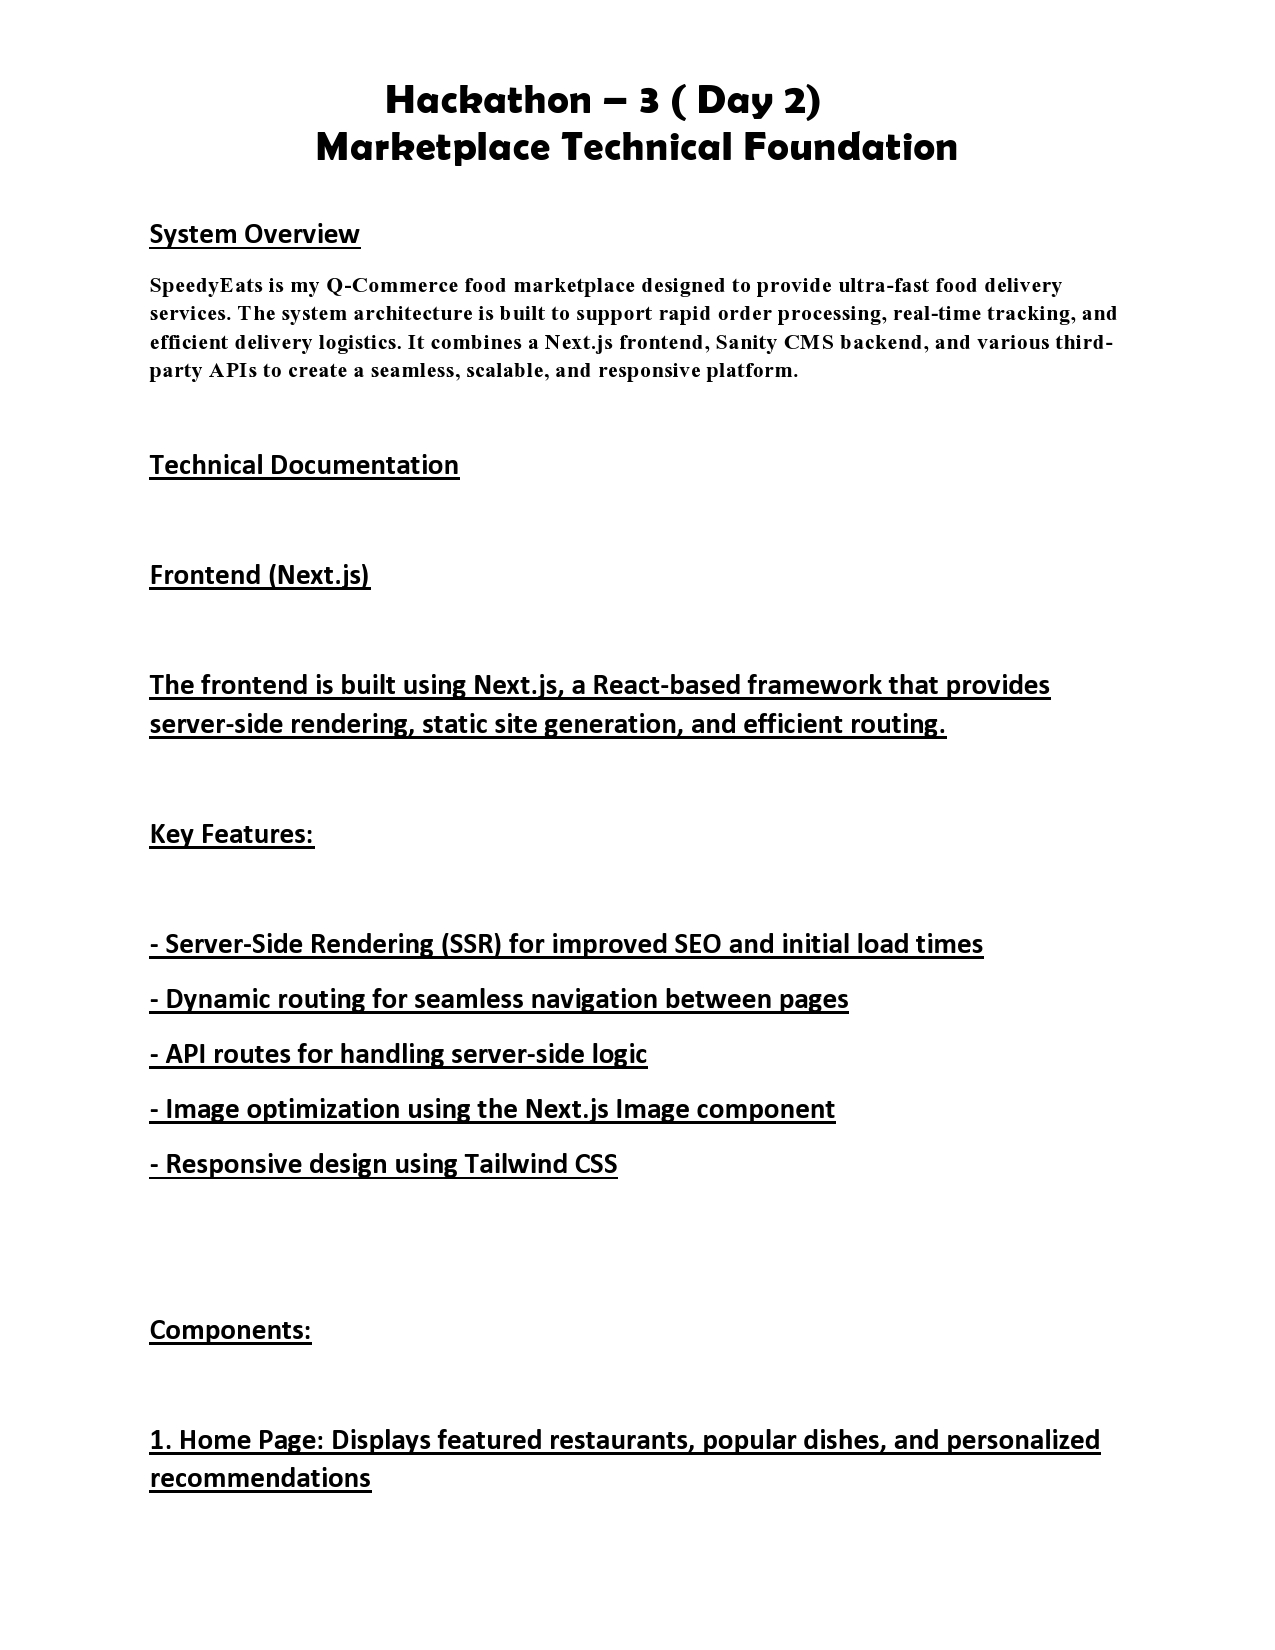 Hackathon – 3 ( Day 2)
Marketplace Technical Foundation
System Overview
SpeedyEats is my Q-Commerce food marketplace designed to provide ultra-fast food delivery
services. The system architecture is built to support rapid order processing, real-time tracking, and
efficient delivery logistics. It combines a Next.js frontend, Sanity CMS backend, and various third-
party APIs to create a seamless, scalable, and responsive platform.
Technical Documentation
Frontend (Next.js)
The frontend is built using Next.js, a React-based framework that provides
server-side rendering, static site generation, and efficient routing.
Key Features:
- Server-Side Rendering (SSR) for improved SEO and initial load times
- Dynamic routing for seamless navigation between pages
- API routes for handling server-side logic
- Image optimization using the Next.js Image component
- Responsive design using Tailwind CSS
Components:
1. Home Page: Displays featured restaurants, popular dishes, and personalized
recommendations